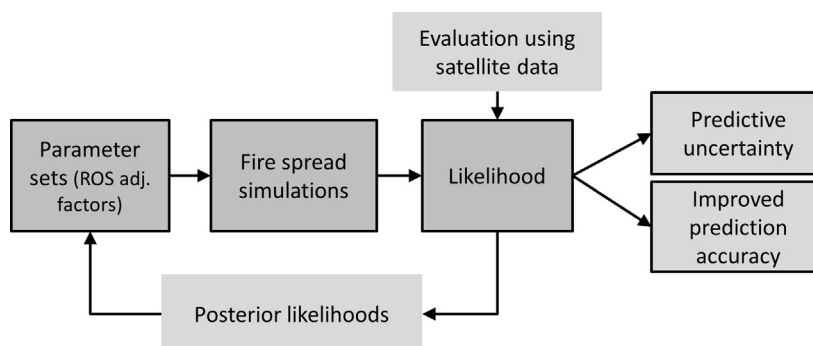 Evaluation using
satellite data
Parameter
sets (ROS adj.
factors)
Fire spread
simulations
Likelihood
Predictive
uncertainty
Improved
prediction
accuracy
Posterior likelihoods